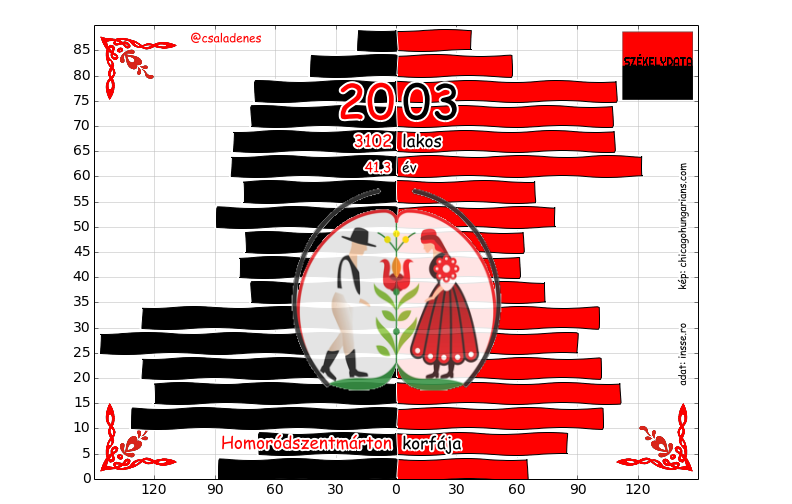 @csaladenes
SZÉKELYDATA
2003
3102 lakos
41,3 év
kép: chicagohungarians.com
adat: insse.ro
Homoródszentmárton korfája
85
80
75
70
65
60
55
50
45
40
35
30
25
20
15
10
5
0
120 90 60 30 0 30 60 90 120